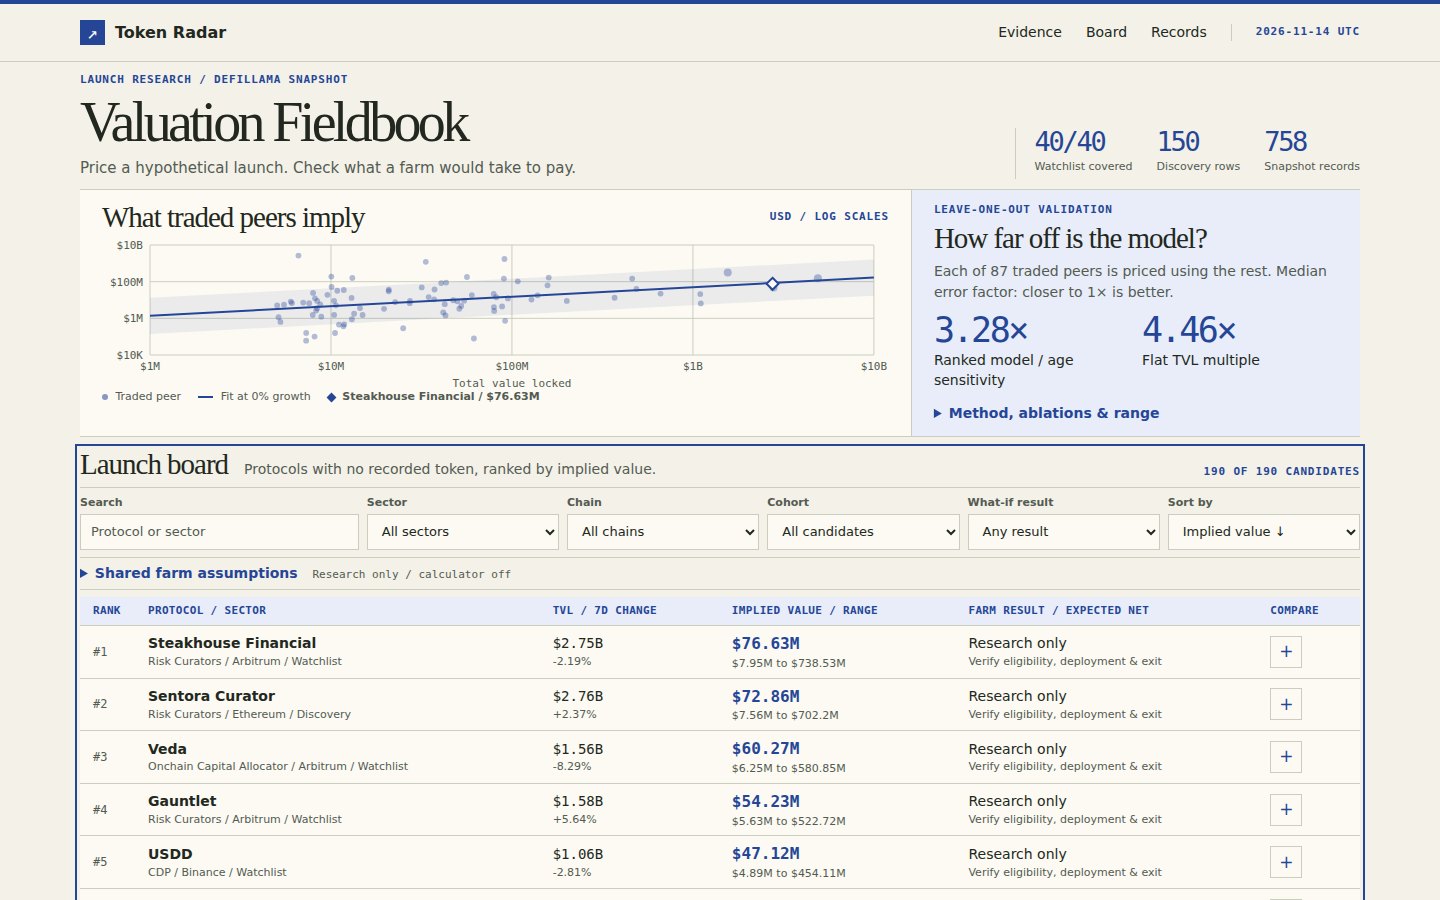 ↗ Token Radar
Evidence Board Records 2026-11-14 UTC
LAUNCH RESEARCH / DEFILLAMA SNAPSHOT
Valuation Fieldbook
Price a hypothetical launch. Check what a farm would take to pay.
40/40 150 758
Watchlist covered Discovery rows Snapshot records
What traded peers imply
USD / LOG SCALES
$10B
$100M
$1M
$10K
$1M $10M $100M $1B $10B
Total value locked
Traded peer Fit at 0% growth Steakhouse Financial / $76.63M
LEAVE-ONE-OUT VALIDATION
How far off is the model?
Each of 87 traded peers is priced using the rest. Median
error factor: closer to 1× is better.
3.28× 4.46×
Ranked model / age Flat TVL multiple
sensitivity
Method, ablations & range
Launch board Protocols with no recorded token, ranked by implied value.
190 OF 190 CANDIDATES
Search Sector Chain Cohort What-if result Sort by
Protocol or sector All sectors All chains All candidates Any result Implied value ↓
Shared farm assumptions Research only / calculator off
RANK PROTOCOL / SECTOR TVL / 7D CHANGE IMPLIED VALUE / RANGE FARM RESULT / EXPECTED NET COMPARE
#1 Steakhouse Financial $2.75B $76.63M Research only +
Risk Curators / Arbitrum / Watchlist -2.19% $7.95M to $738.53M Verify eligibility, deployment & exit
#2 Sentora Curator $2.76B $72.86M Research only +
Risk Curators / Ethereum / Discovery +2.37% $7.56M to $702.2M Verify eligibility, deployment & exit
#3 Veda $1.56B $60.27M Research only +
Onchain Capital Allocator / Arbitrum / Watchlist -8.29% $6.25M to $580.85M Verify eligibility, deployment & exit
#4 Gauntlet $1.58B $54.23M Research only +
Risk Curators / Arbitrum / Watchlist +5.64% $5.63M to $522.72M Verify eligibility, deployment & exit
#5 USDD $1.06B $47.12M Research only +
CDP / Binance / Watchlist -2.81% $4.89M to $454.11M Verify eligibility, deployment & exit